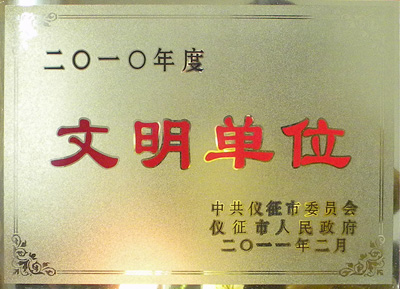 二〇一〇年度
文明单位
中共仪征市委员会
仪征市人民政府
二〇一一年二月